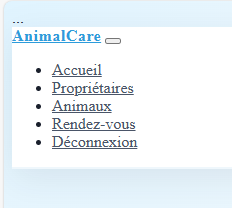 ...
AnimalCare
Accueil
Propriétaires
Animaux
Rendez-vous
Déconnexion